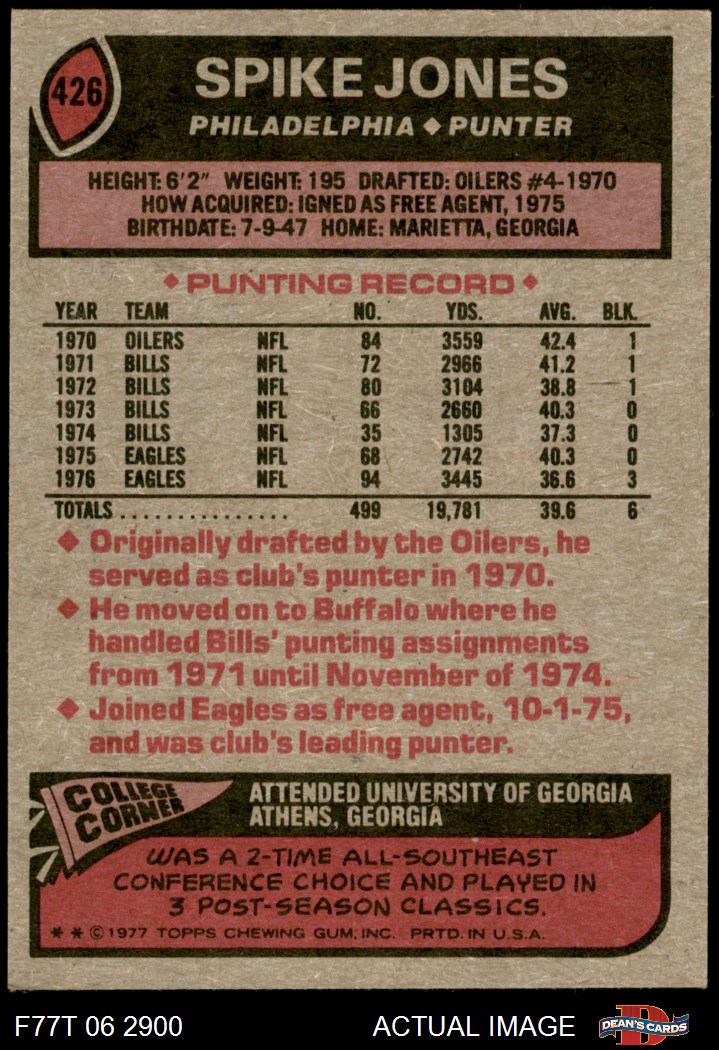 426
SPIKE JONES
PHILADELPHIA ◆ PUNTER
HEIGHT: 6'2" WEIGHT: 195 DRAFTED: OILERS #4-1970
HOW ACQUIRED: IGNED AS FREE AGENT, 1975
BIRTHDATE: 7-9-47 HOME: MARIETTA, GEORGIA
◆ PUNTING RECORD ◆
YEAR TEAM NO. YDS. AVG. BLK.
1970 OILERS NFL 84 3559 42.4 1
1971 BILLS NFL 72 2966 41.2 1
1972 BILLS NFL 80 3104 38.8 1
1973 BILLS NFL 66 2660 40.3 0
1974 BILLS NFL 35 1305 37.3 0
1975 EAGLES NFL 68 2742 40.3 0
1976 EAGLES NFL 94 3445 36.6 3
TOTALS ............... 499 19,781 39.6 6
◆ Originally drafted by the Oilers, he
served as club's punter in 1970.
◆ He moved on to Buffalo where he
handled Bills' punting assignments
from 1971 until November of 1974.
◆ Joined Eagles as free agent, 10-1-75,
and was club's leading punter.
COLLEGE
CORNER
ATTENDED UNIVERSITY OF GEORGIA
ATHENS, GEORGIA
WAS A 2-TIME ALL-SOUTHEAST
CONFERENCE CHOICE AND PLAYED IN
3 POST-SEASON CLASSICS.
* * © 1977 TOPPS CHEWING GUM, INC. PRTD. IN U.S.A.
F77T 06 2900
ACTUAL IMAGE
D
DEAN'S CARDS